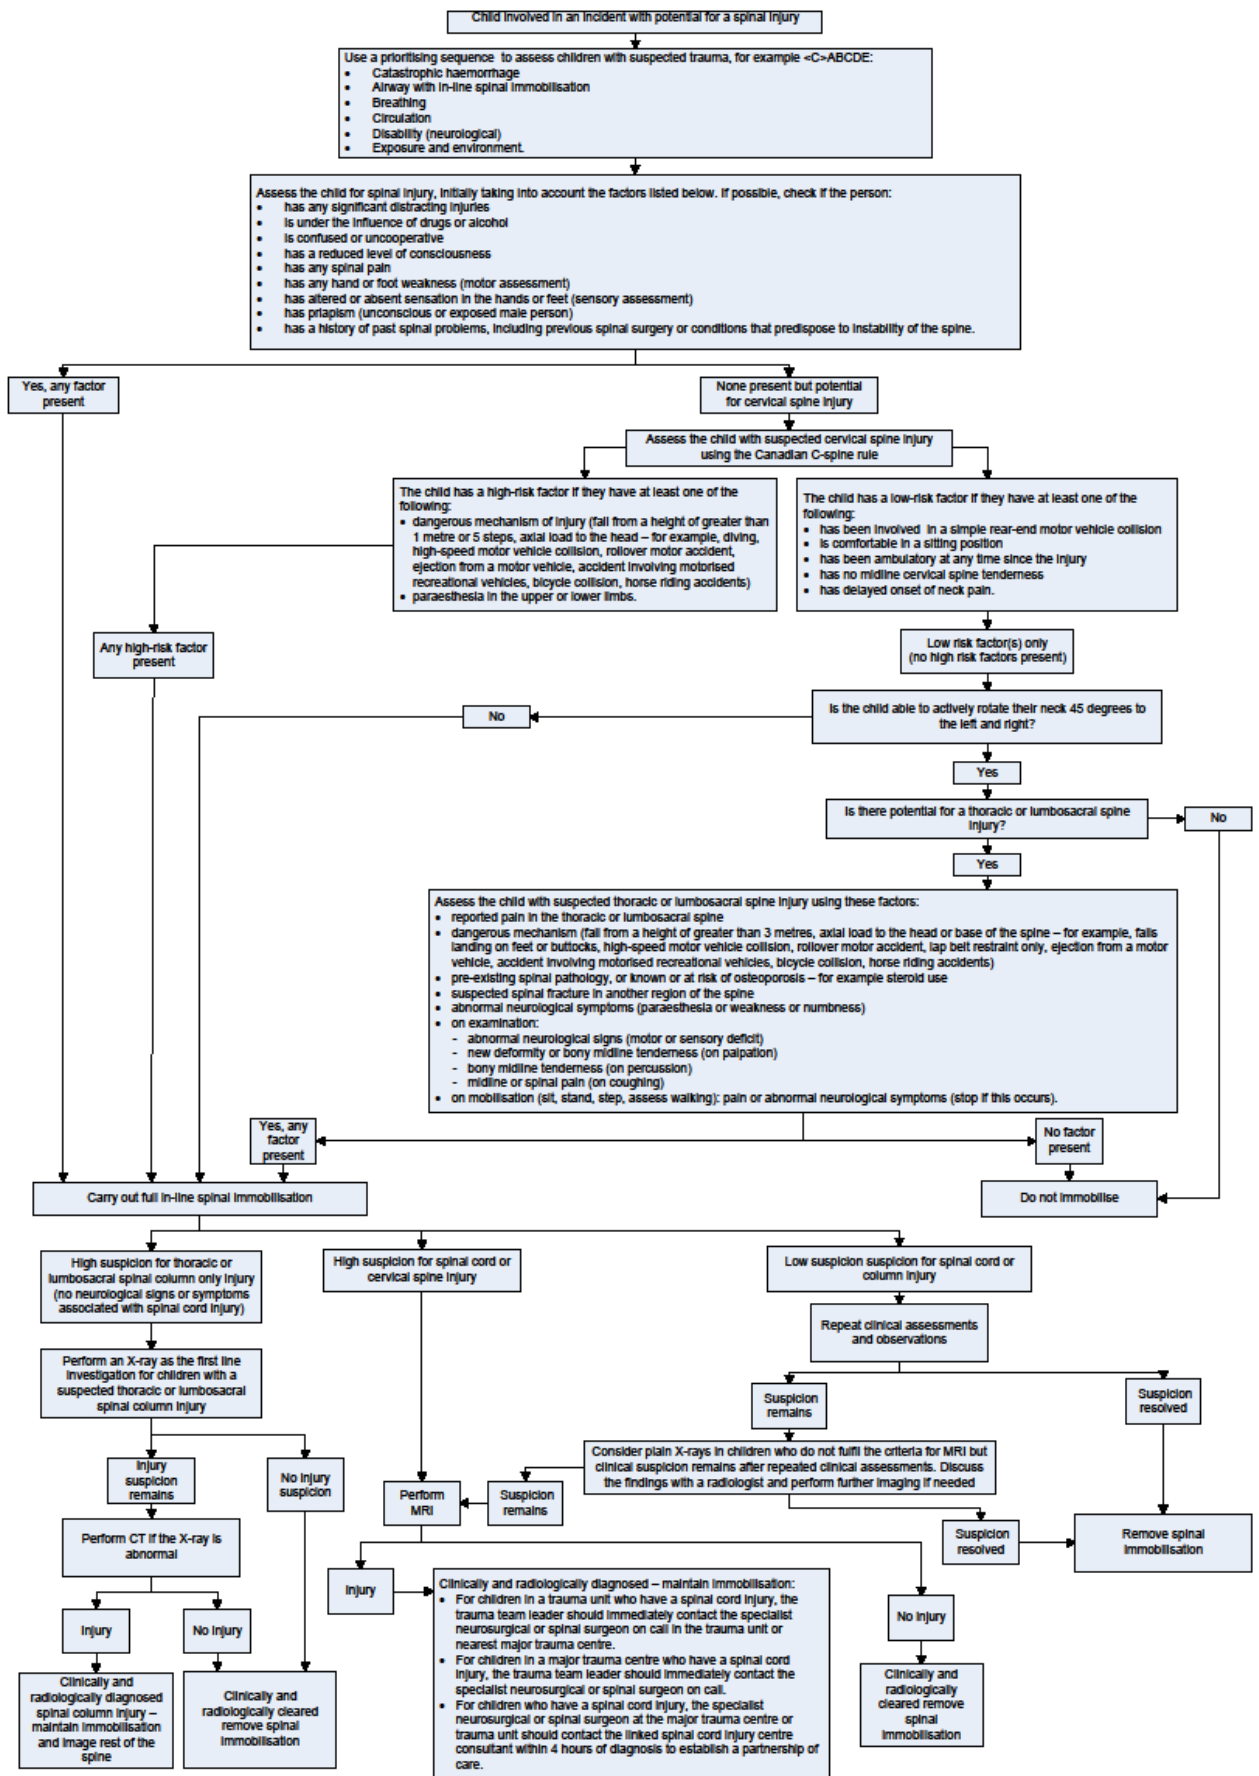 Child involved in an incident with potential for a spinal injury
Use a prioritising sequence to assess children with suspected trauma, for example <C>ABCDE:
• Catastrophic haemorrhage
• Airway with in-line spinal immobilisation
• Breathing
• Circulation
• Disability (neurological)
• Exposure and environment.
Assess the child for spinal injury, initially taking into account the factors listed below. If possible, check if the person:
• has any significant distracting injuries
• is under the influence of drugs or alcohol
• is confused or uncooperative
• has a reduced level of consciousness
• has any spinal pain
• has any hand or foot weakness (motor assessment)
• has altered or absent sensation in the hands or feet (sensory assessment)
• has priapism (unconscious or exposed male person)
• has a history of past spinal problems, including previous spinal surgery or conditions that predispose to instability of the spine.
Yes, any factor
present
None present but potential
for cervical spine injury
Assess the child with suspected cervical spine injury
using the Canadian C-spine rule
The child has a high-risk factor if they have at least one of the
following:
• dangerous mechanism of injury (fall from a height of greater than
1 metre or 5 steps, axial load to the head – for example, diving,
high-speed motor vehicle collision, rollover motor accident,
ejection from a motor vehicle, accident involving motorised
recreational vehicles, bicycle collision, horse riding accidents)
• paraesthesia in the upper or lower limbs.
The child has a low-risk factor if they have at least one of the
following:
• has been involved in a simple rear-end motor vehicle collision
• is comfortable in a sitting position
• has been ambulatory at any time since the injury
• has no midline cervical spine tenderness
• has delayed onset of neck pain.
Any high-risk factor
present
Low risk factor(s) only
(no high risk factors present)
Is the child able to actively rotate their neck 45 degrees to
the left and right?
No
Yes
Is there potential for a thoracic or lumbosacral spine
injury?
No
Yes
Assess the child with suspected thoracic or lumbosacral spine injury using these factors:
• reported pain in the thoracic or lumbosacral spine
• dangerous mechanism (fall from a height of greater than 3 metres, axial load to the head or base of the spine – for example, falls
landing on feet or buttocks, high-speed motor vehicle collision, rollover motor accident, lap belt restraint only, ejection from a motor
vehicle, accident involving motorised recreational vehicles, bicycle collision, horse riding accidents)
• pre-existing spinal pathology, or known or at risk of osteoporosis – for example steroid use
• suspected spinal fracture in another region of the spine
• abnormal neurological symptoms (paraesthesia or weakness or numbness)
• on examination:
- abnormal neurological signs (motor or sensory deficit)
- new deformity or bony midline tenderness (on palpation)
- bony midline tenderness (on percussion)
- midline or spinal pain (on coughing)
• on mobilisation (sit, stand, step, assess walking): pain or abnormal neurological symptoms (stop if this occurs).
Yes, any
factor
present
No factor
present
Carry out full in-line spinal immobilisation
Do not immobilise
High suspicion for thoracic or
lumbosacral spinal column only injury
(no neurological signs or symptoms
associated with spinal cord injury)
High suspicion for spinal cord or
cervical spine injury
Low suspicion suspicion for spinal cord or
column injury
Repeat clinical assessments
and observations
Perform an X-ray as the first line
investigation for children with a
suspected thoracic or lumbosacral
spinal column injury
Suspicion
remains
Suspicion
resolved
Consider plain X-rays in children who do not fulfil the criteria for MRI but
clinical suspicion remains after repeated clinical assessments. Discuss
the findings with a radiologist and perform further imaging if needed
Injury
suspicion
remains
No injury
suspicion
Perform
MRI
Suspicion
remains
Perform CT if the X-ray is
abnormal
Suspicion
resolved
Remove spinal
immobilisation
Injury
Clinically and radiologically diagnosed – maintain immobilisation:
• For children in a trauma unit who have a spinal cord injury, the
trauma team leader should immediately contact the specialist
neurosurgical or spinal surgeon on call in the trauma unit or
nearest major trauma centre.
• For children in a major trauma centre who have a spinal cord
injury, the trauma team leader should immediately contact the
specialist neurosurgical or spinal surgeon on call.
• For children who have a spinal cord injury, the specialist
neurosurgical or spinal surgeon at the major trauma centre or
trauma unit should contact the linked spinal cord injury centre
consultant within 4 hours of diagnosis to establish a partnership of
care.
No injury
Injury
No injury
Clinically and
radiologically diagnosed
spinal column injury –
maintain immobilisation
and image rest of the
spine
Clinically and
radiologically cleared
remove spinal
immobilisation
Clinically and
radiologically
cleared remove
spinal
immobilisation